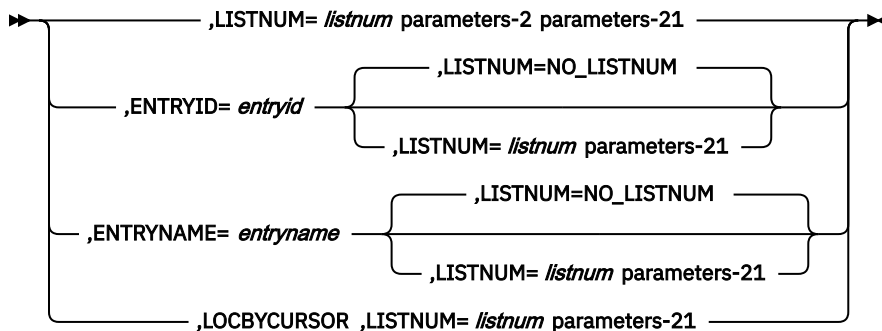 ,LISTNUM= listnum parameters-2 parameters-21
,LISTNUM=NO_LISTNUM
,ENTRYID= entryid
,LISTNUM= listnum parameters-21
,LISTNUM=NO_LISTNUM
,ENTRYNAME= entryname
,LISTNUM= listnum parameters-21
,LOCBYCURSOR ,LISTNUM= listnum parameters-21